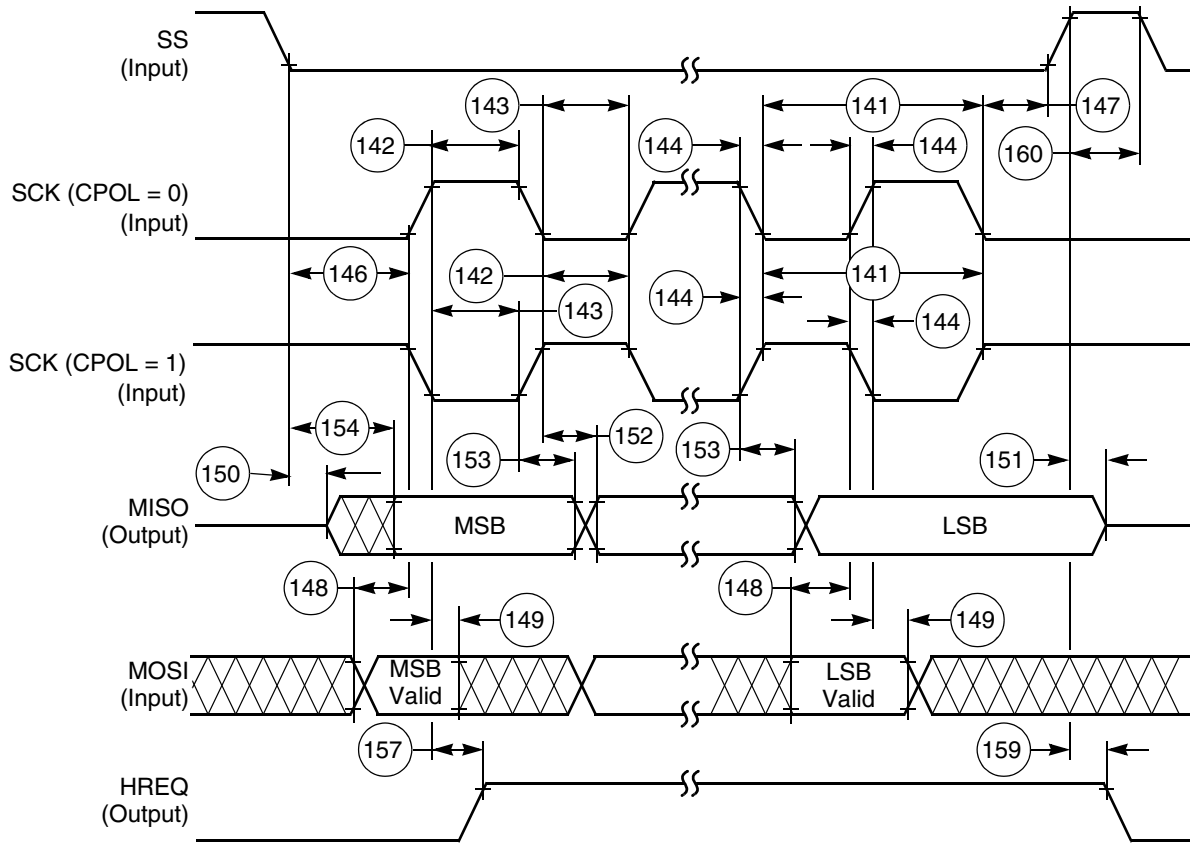 SS
(Input)
143
141
147
142
144
144
160
SCK (CPOL = 0)
(Input)
146
142
144
141
143
144
SCK (CPOL = 1)
(Input)
154
152
150
153
153
151
MISO
(Output)
MSB
LSB
148
148
149
149
MOSI
(Input)
MSB
Valid
LSB
Valid
157
159
HREQ
(Output)